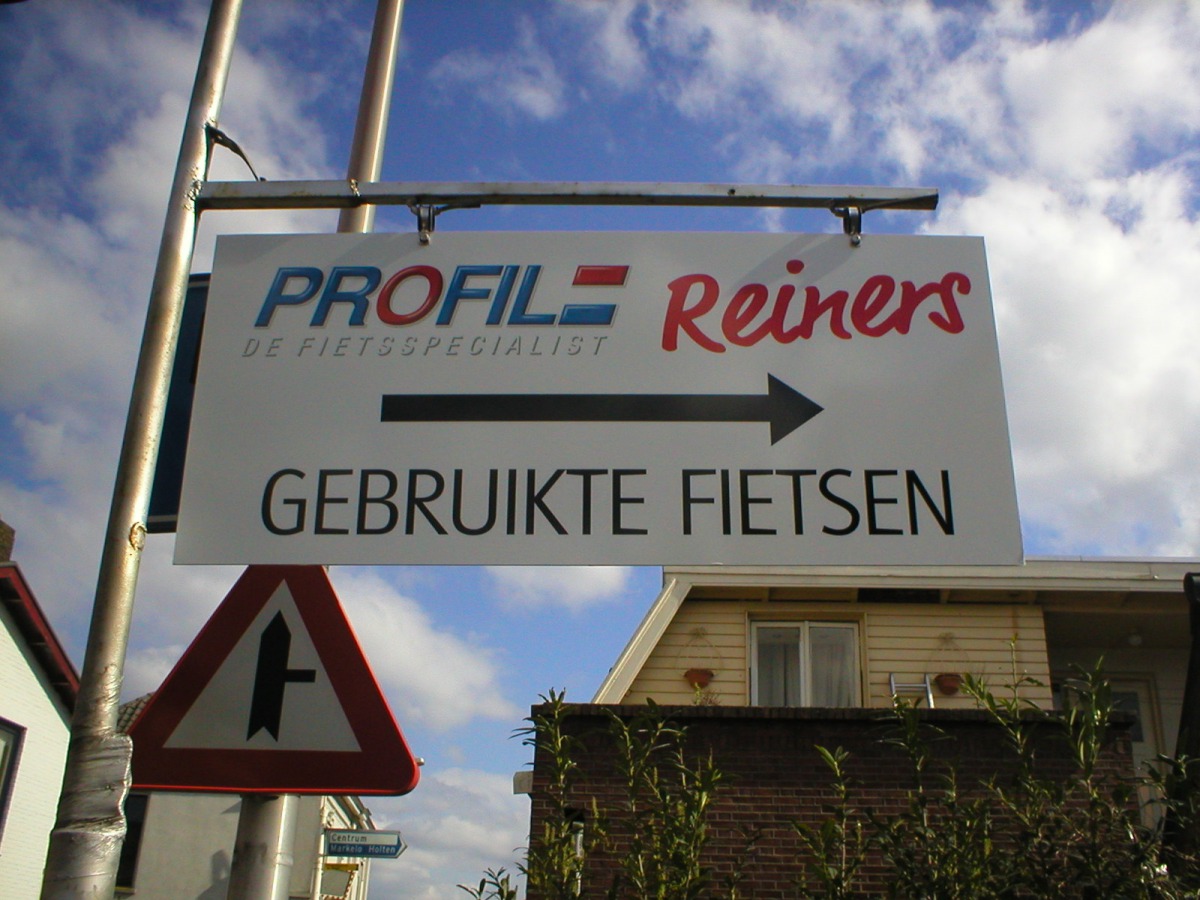 PROFILE Reiners
DE FIETSSPECIALIST
GEBRUIKTE FIETSEN
Centrum
Markelo Holten